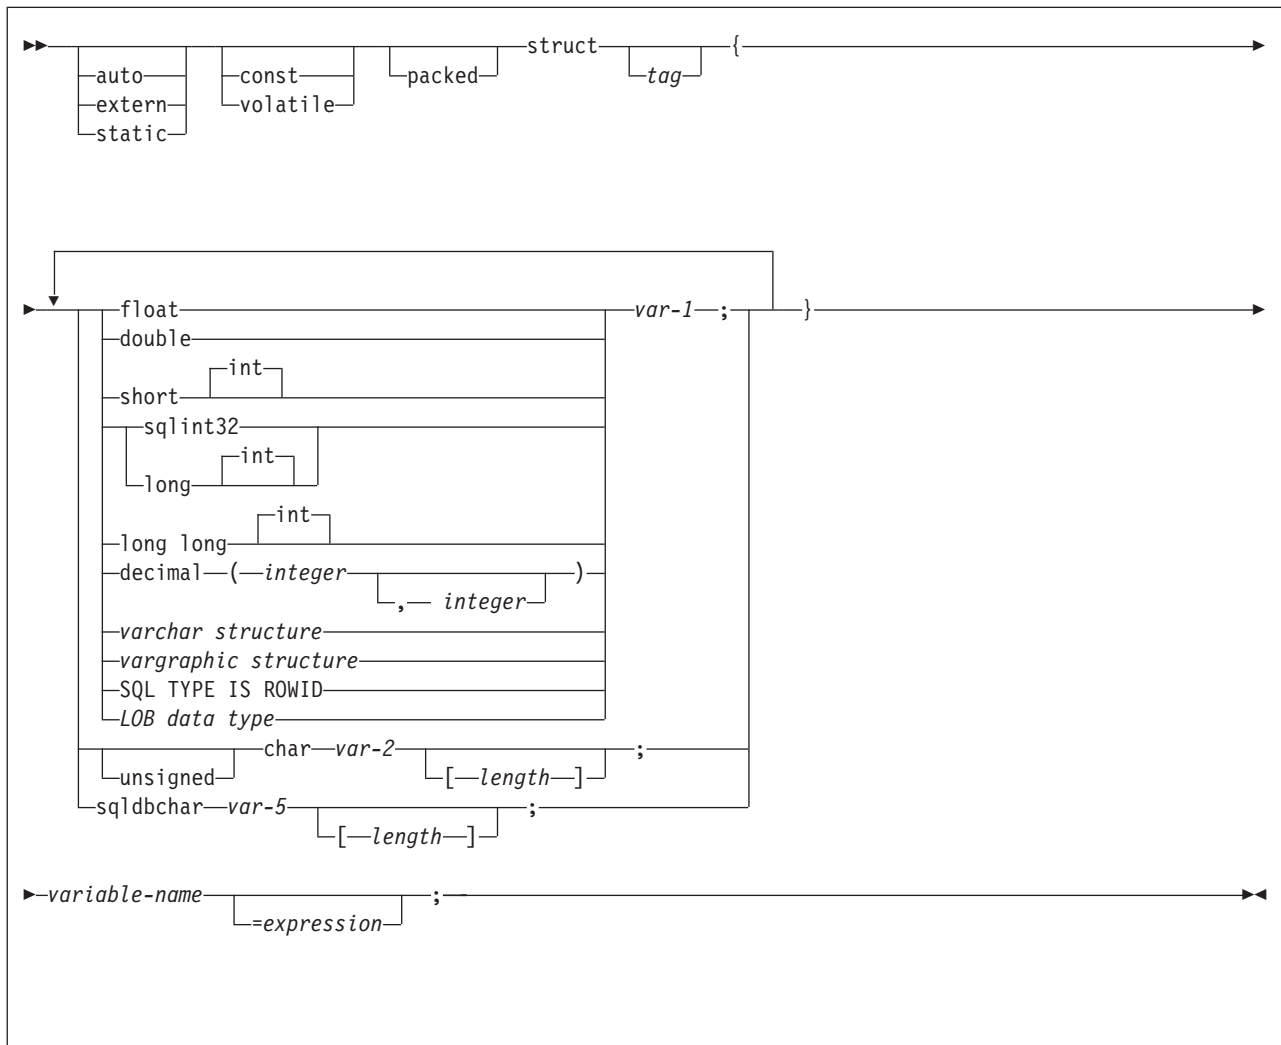 struct {
auto const packed tag
extern volatile
static
float var-1 ; }
double
int
short
sqlint32
int
long
int
long long
decimal ( integer )
, integer
varchar structure
vargraphic structure
SQL TYPE IS ROWID
LOB data type
char var-2 ;
unsigned [ length ]
sqldbchar var-5 ;
[ length ]
variable-name ;
=expression